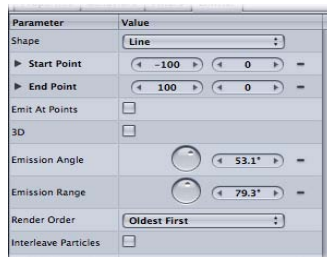 Parameter Value
Shape Line
Start Point -100 0
End Point 100 0
Emit At Points
3D
Emission Angle 53.1°
Emission Range 79.3°
Render Order Oldest First
Interleave Particles